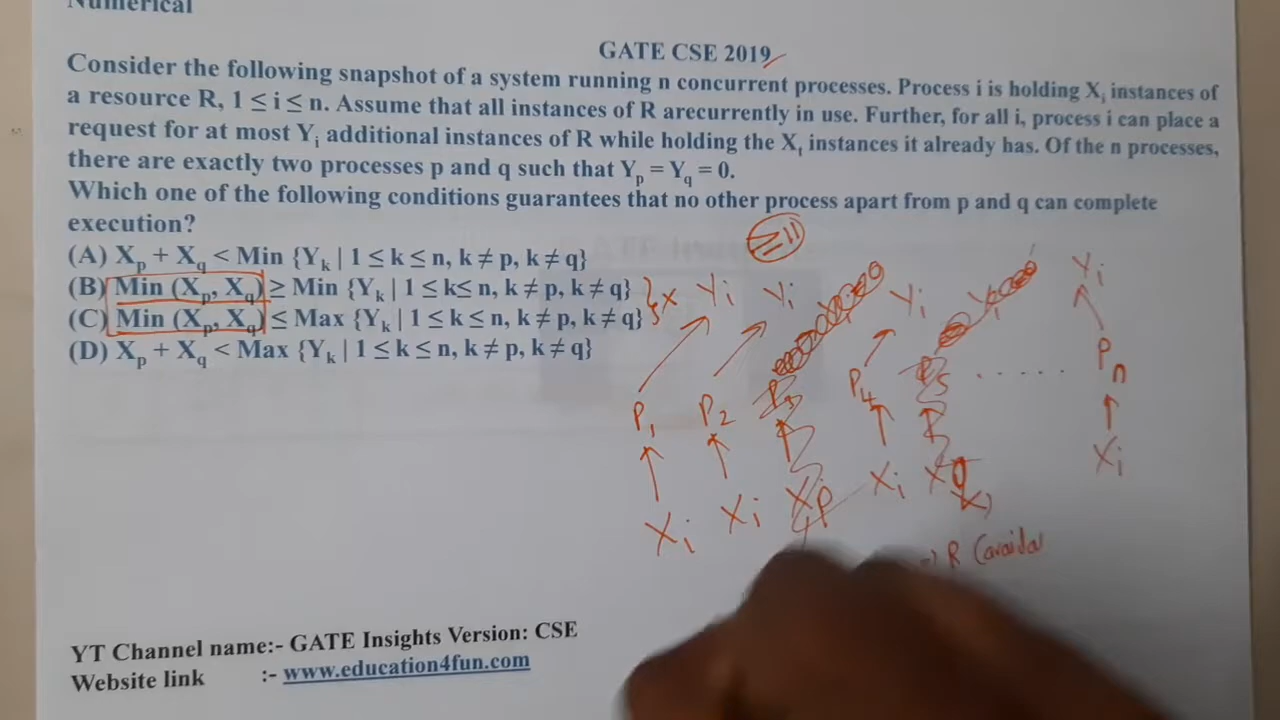 Numerical
GATE CSE 2019
Consider the following snapshot of a system running n concurrent processes. Process i is holding Xi instances of
a resource R, 1 ≤ i ≤ n. Assume that all instances of R arecurrently in use. Further, for all i, process i can place a
request for at most Yi additional instances of R while holding the Xi instances it already has. Of the n processes,
there are exactly two processes p and q such that Yp = Yq = 0.
Which one of the following conditions guarantees that no other process apart from p and q can complete
execution?
(A) Xp + Xq < Min {Yk | 1 ≤ k ≤ n, k ≠ p, k ≠ q}
(B) Min (Xp, Xq) ≥ Min {Yk | 1 ≤ k≤ n, k ≠ p, k ≠ q}
(C) Min (Xp, Xq) ≤ Max {Yk | 1 ≤ k ≤ n, k ≠ p, k ≠ q}
(D) Xp + Xq < Max {Yk | 1 ≤ k ≤ n, k ≠ p, k ≠ q}
}x Yi Yi Yi Yi
P1 P2 P3 P4 P5 ..... Pn
Xi Xi Xp Xi Xq Xi
R (avaida
YT Channel name:- GATE Insights Version: CSE
Website link :- www.education4fun.com